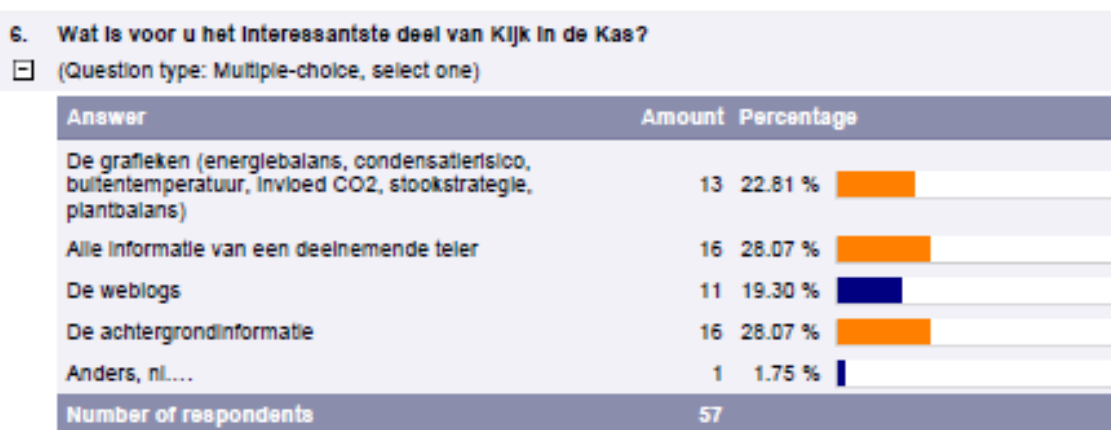 6. Wat is voor u het interessantste deel van Kijk in de Kas?
(Question type: Multiple-choice, select one)
Answer Amount Percentage
De grafieken (energiebalans, condensatierisico,
buitentemperatuur, invloed CO2, stookstrategie,
plantbalans) 13 22.81 %
Alle informatie van een deelnemende teler 16 28.07 %
De weblogs 11 19.30 %
De achtergrondinformatie 16 28.07 %
Anders, nl.... 1 1.75 %
Number of respondents 57